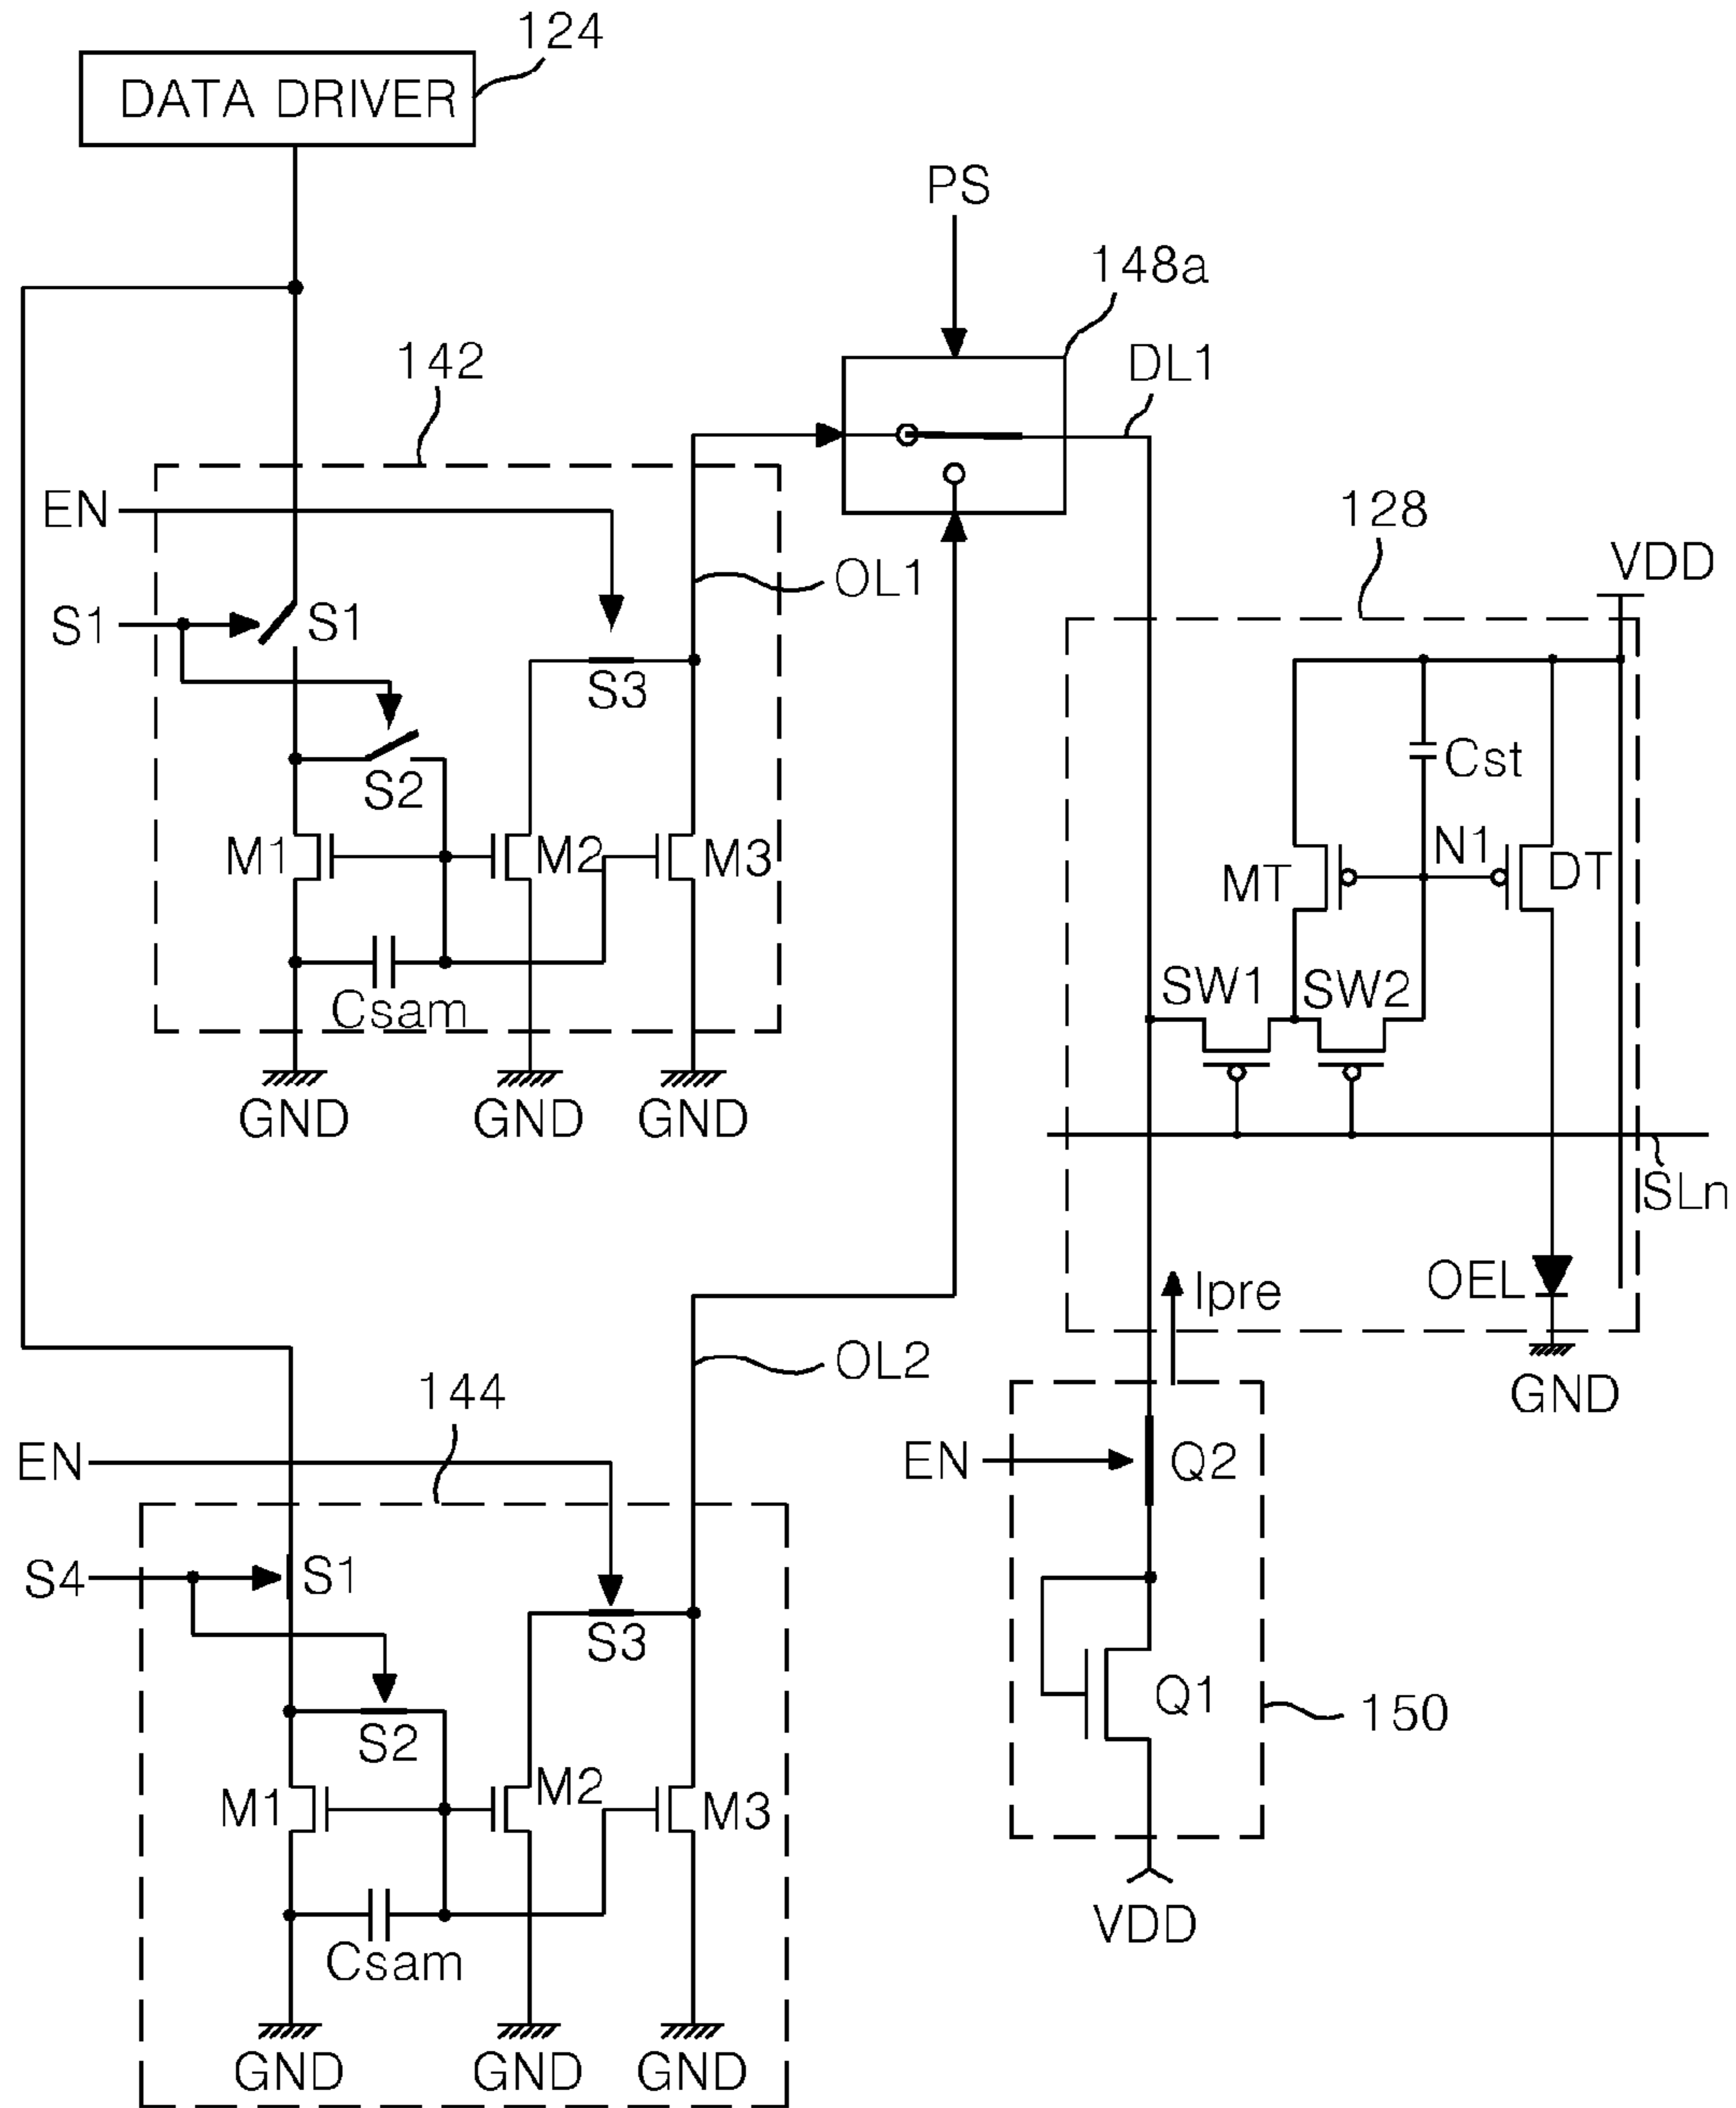 124
DATA DRIVER
PS
148a
142
DL1
EN
128
OL1
VDD
S1
S1
S3
S2
Cst
N1
M1
M2
M3
MT
DT
SW1
SW2
Csam
GND
GND
GND
SLn
OEL
Ipre
OL2
144
GND
EN
EN
Q2
S4
S1
S3
Q1
150
S2
M1
M2
M3
VDD
Csam
GND
GND
GND